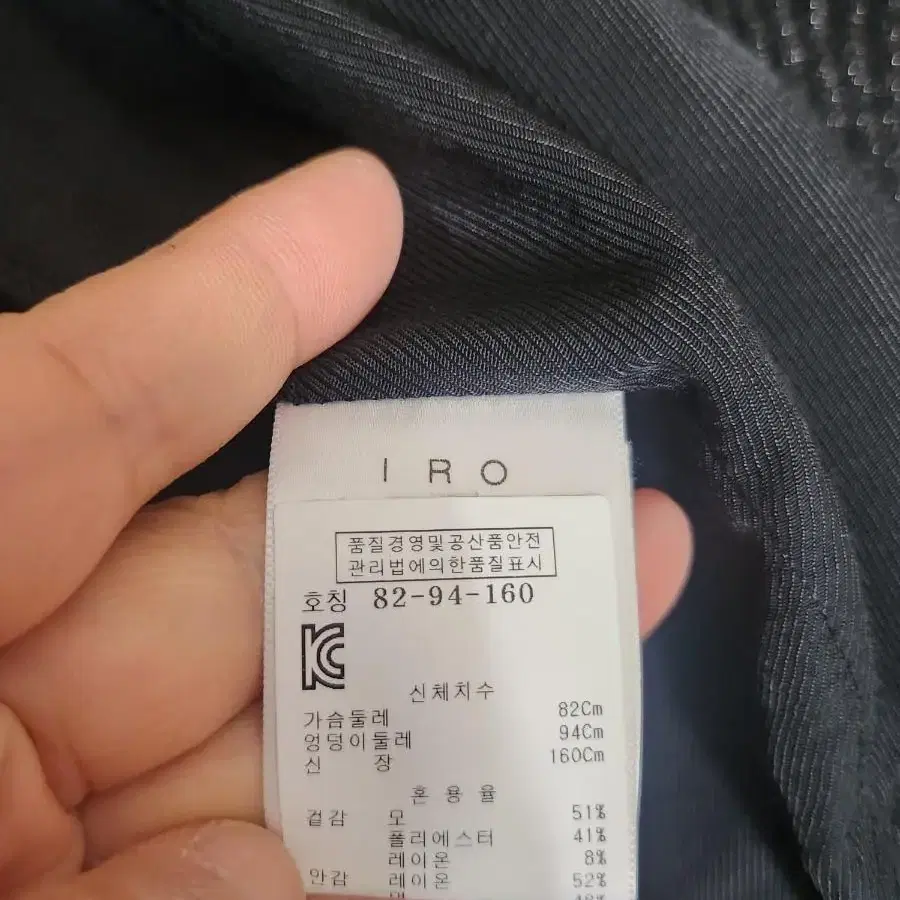 IRO
품질경영및공산품안전
관리법에의한품질표시
호칭 82-94-160
신체치수
가슴둘레 82Cm
엉덩이둘레 94Cm
신 장 160Cm
혼용율
겉감 모 51%
폴리에스터 41%
레이온 8%
안감 레이온 52%